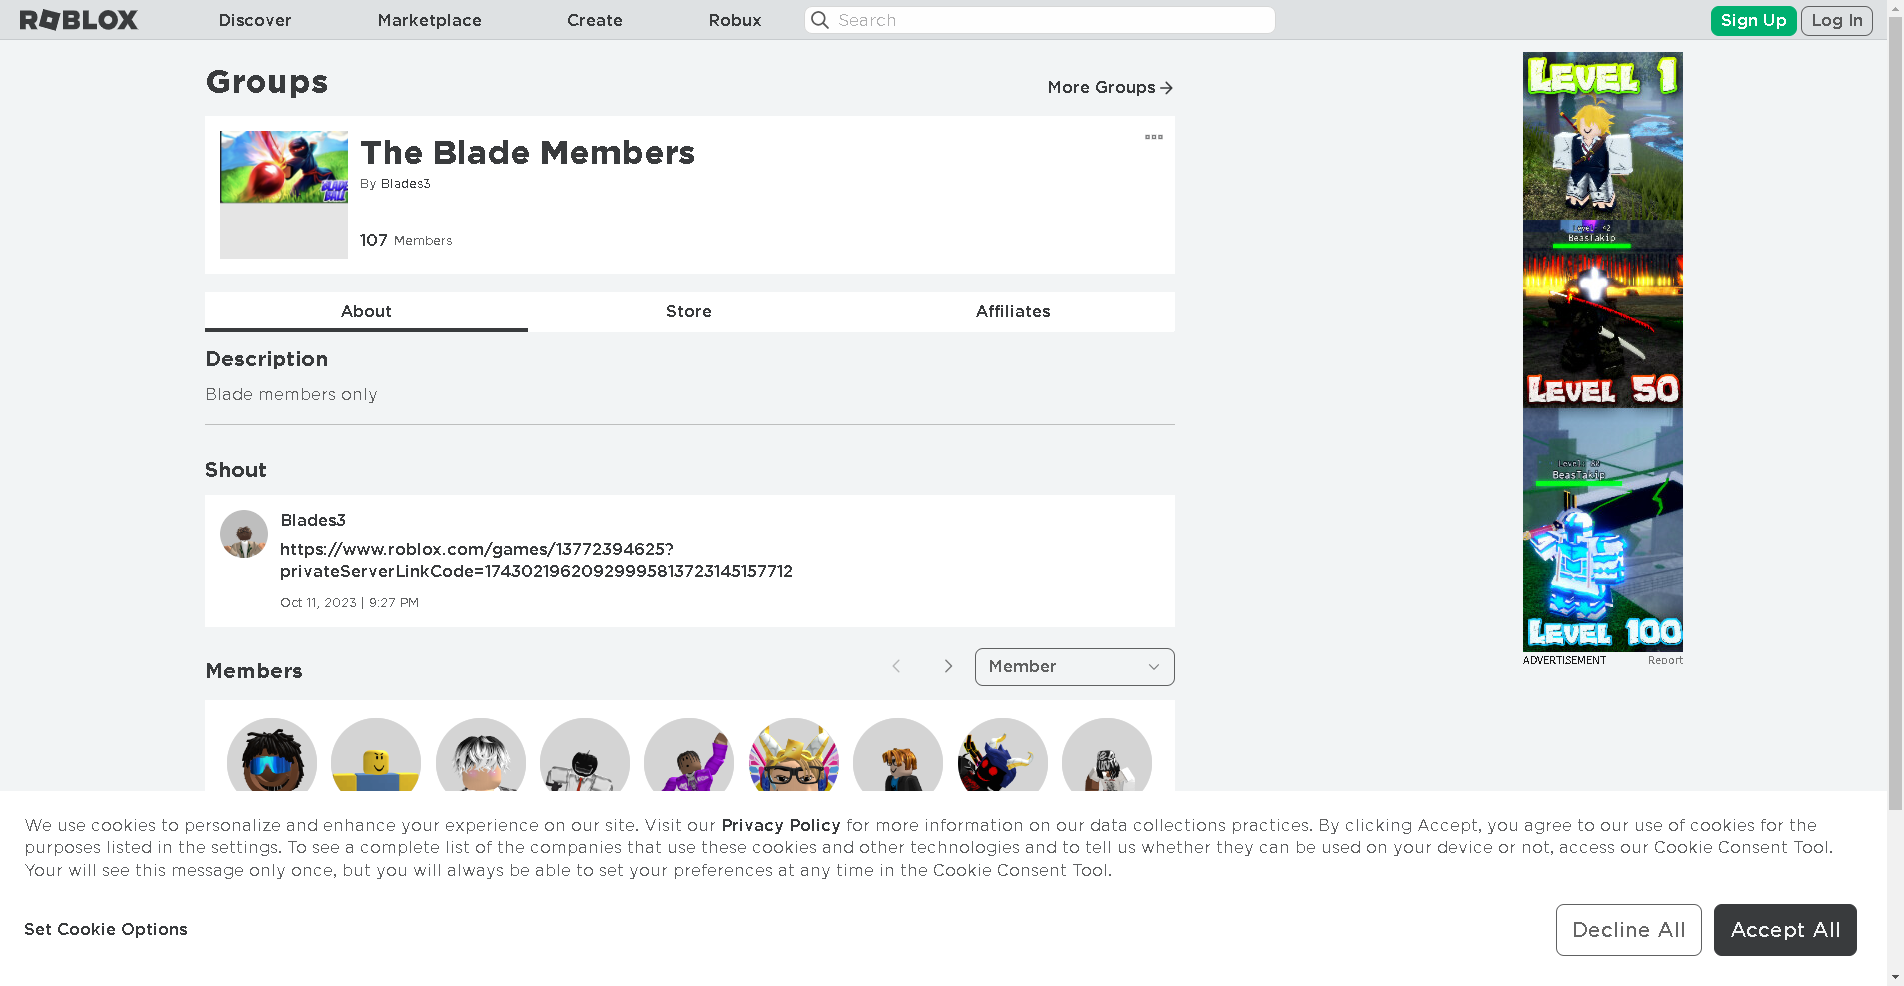 ROBLOX Discover Marketplace Create Robux Search Sign Up Log In
Groups
More Groups
The Blade Members
By Blades3
107 Members
BLADE
BALL
About Store Affiliates
Description
Blade members only
Shout
Blades3
https://www.roblox.com/games/13772394625?
privateServerLinkCode=17430219620929995813723145157712
Oct 11, 2023 | 9:27 PM
Members
Member
LEVEL 1
BeasTakip
LEVEL 50
BeasTakip
LEVEL 100
ADVERTISEMENT Report
We use cookies to personalize and enhance your experience on our site. Visit our Privacy Policy for more information on our data collections practices. By clicking Accept, you agree to our use of cookies for the
purposes listed in the settings. To see a complete list of the companies that use these cookies and other technologies and to tell us whether they can be used on your device or not, access our Cookie Consent Tool.
Your will see this message only once, but you will always be able to set your preferences at any time in the Cookie Consent Tool.
Set Cookie Options
Decline All
Accept All